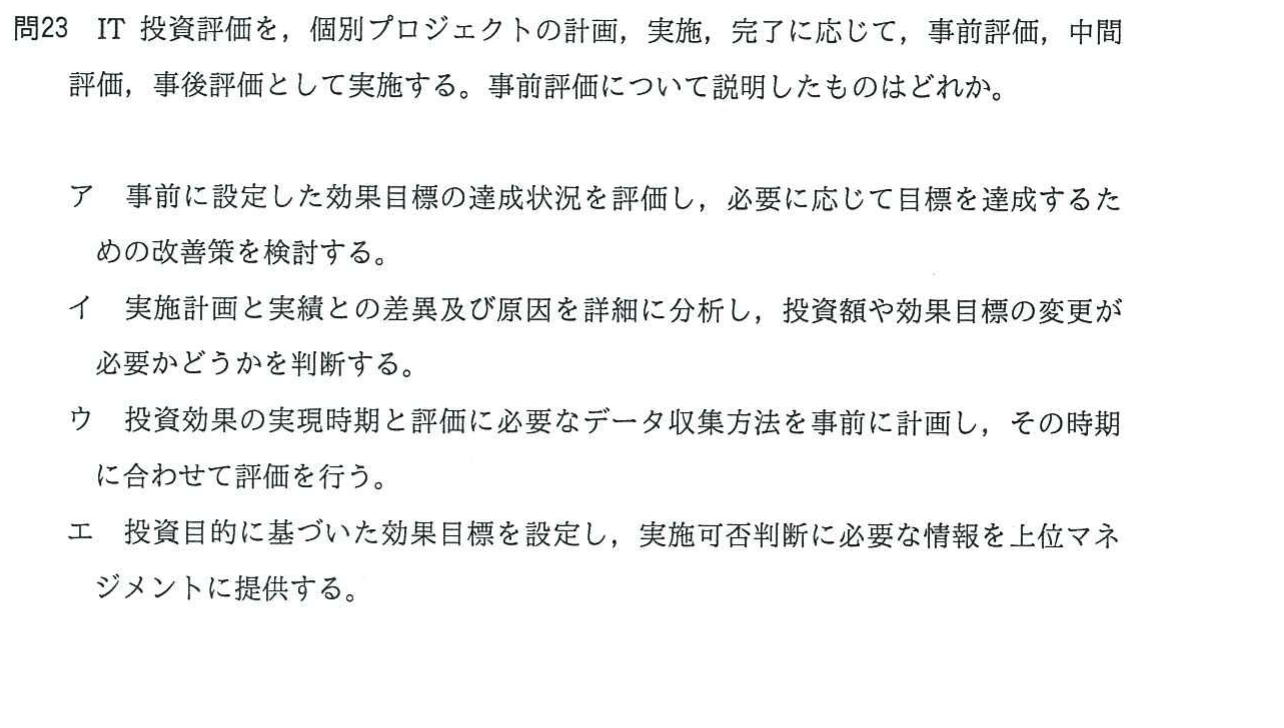 問23 IT 投資評価を，個別プロジェクトの計画，実施，完了に応じて，事前評価，中間
評価，事後評価として実施する。事前評価について説明したものはどれか。
ア 事前に設定した効果目標の達成状況を評価し，必要に応じて目標を達成するた
めの改善策を検討する。
イ 実施計画と実績との差異及び原因を詳細に分析し，投資額や効果目標の変更が
必要かどうかを判断する。
ウ 投資効果の実現時期と評価に必要なデータ収集方法を事前に計画し，その時期
に合わせて評価を行う。
エ 投資目的に基づいた効果目標を設定し，実施可否判断に必要な情報を上位マネ
ジメントに提供する。